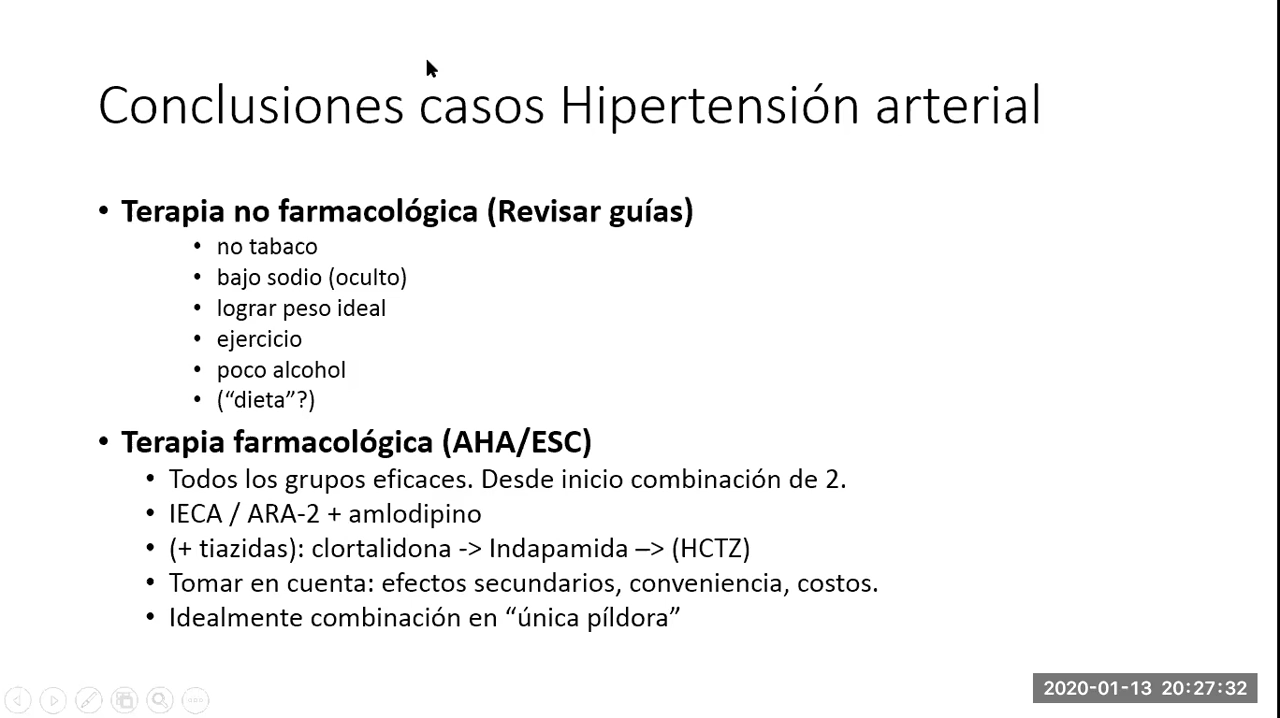 Conclusiones casos Hipertensión arterial
• Terapia no farmacológica (Revisar guías)
• no tabaco
• bajo sodio (oculto)
• lograr peso ideal
• ejercicio
• poco alcohol
• (“dieta”?)
• Terapia farmacológica (AHA/ESC)
• Todos los grupos eficaces. Desde inicio combinación de 2.
• IECA / ARA-2 + amlodipino
• (+ tiazidas): clortalidona -> Indapamida –> (HCTZ)
• Tomar en cuenta: efectos secundarios, conveniencia, costos.
• Idealmente combinación en “única píldora”
2020-01-13 20:27:32